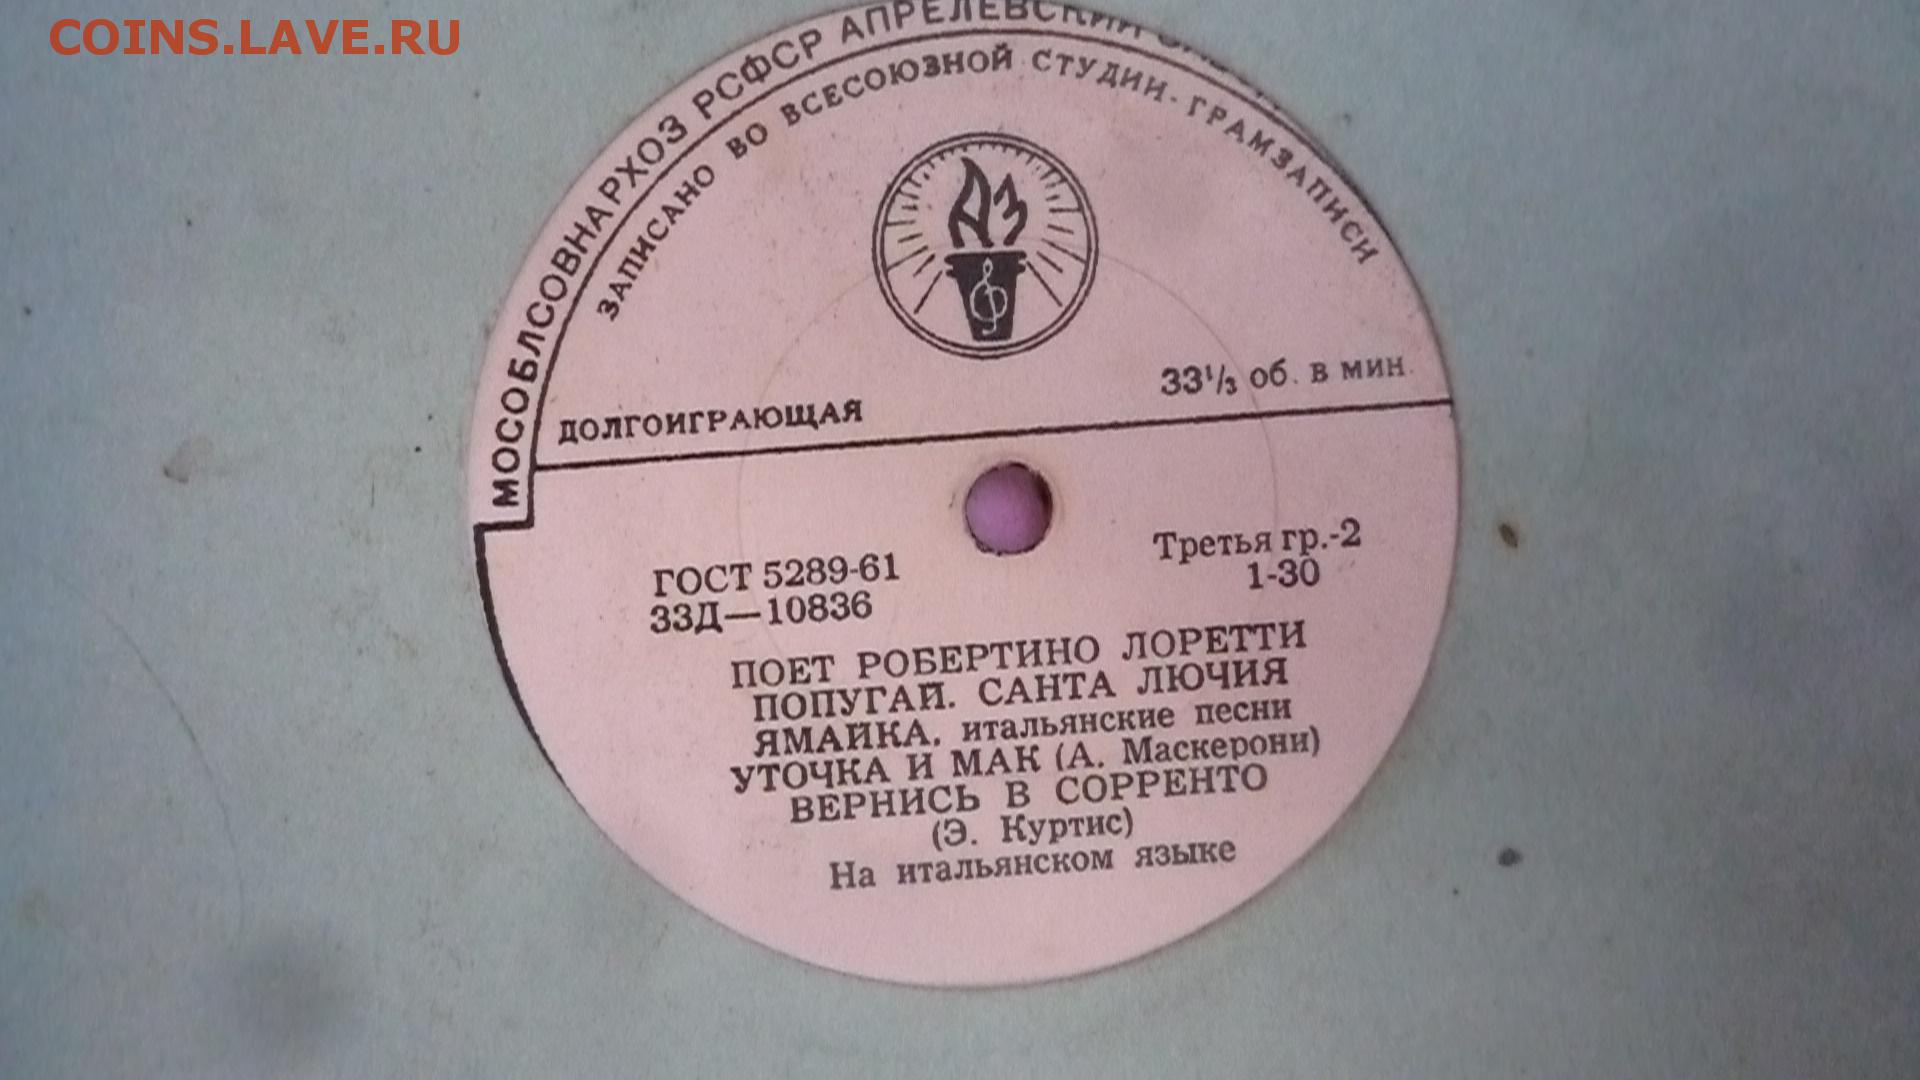 COINS.LAVE.RU
МОСОБЛСОВНАРХОЗ РСФСР АПРЕЛЕВСКИЙ
ЗАПИСАНО ВО ВСЕСОЮЗНОЙ СТУДИИ ГРАМЗАПИСИ
АЗ
ДОЛГОИГРАЮЩАЯ
33⅓ об. в мин.
ГОСТ 5289-61
Третья гр.-2
33Д—10836
1-30
ПОЕТ РОБЕРТИНО ЛОРЕТТИ
ПОПУГАЙ. САНТА ЛЮЧИЯ
ЯМАЙКА, итальянские песни
УТОЧКА И МАК (А. Маскерони)
ВЕРНИСЬ В СОРРЕНТО
(Э. Куртис)
На итальянском языке